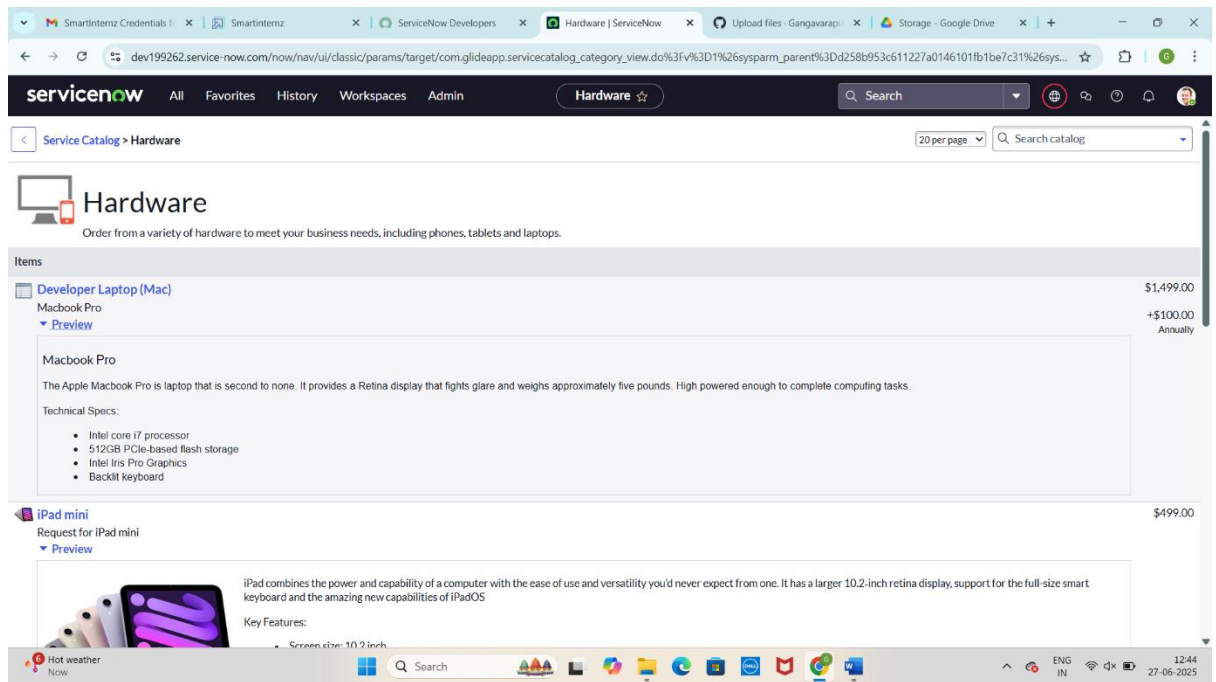 SmartInternz Credentials fo
Smartinternz
ServiceNow Developers
Hardware | ServiceNow
Upload files · Gangavarapu
Storage - Google Drive
dev199262.service-now.com/now/nav/ui/classic/params/target/com.glideapp.servicecatalog_category_view.do%3Fv%3D1%26sysparm_parent%3Dd258b953c611227a0146101fb1be7c31%26sys...
G
servicenow
All
Favorites
History
Workspaces
Admin
Hardware
Search
Service Catalog > Hardware
20 per page
Search catalog
Hardware
Order from a variety of hardware to meet your business needs, including phones, tablets and laptops.
Items
Developer Laptop (Mac)
$1,499.00
Macbook Pro
+$100.00
Annually
Preview
Macbook Pro
The Apple Macbook Pro is laptop that is second to none. It provides a Retina display that fights glare and weighs approximately five pounds. High powered enough to complete computing tasks.
Technical Specs:
• Intel core i7 processor
• 512GB PCIe-based flash storage
• Intel Iris Pro Graphics
• Backlit keyboard
iPad mini
$499.00
Request for iPad mini
Preview
iPad combines the power and capability of a computer with the ease of use and versatility you'd never expect from one. It has a larger 10.2-inch retina display, support for the full-size smart
keyboard and the amazing new capabilities of iPadOS
Key Features:
• Screen size: 10.2 inch
6
Hot weather
Now
Search
DELL
W
ENG
IN
12:44
27-06-2025